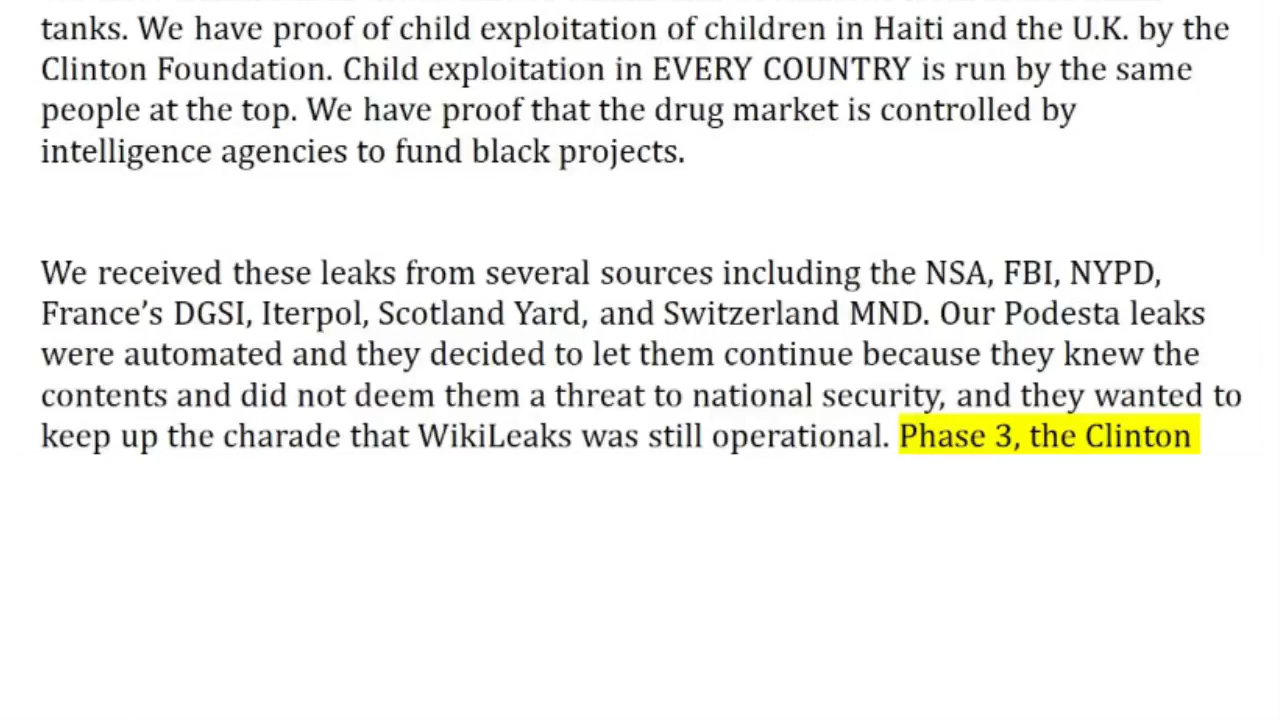 tanks. We have proof of child exploitation of children in Haiti and the U.K. by the
Clinton Foundation. Child exploitation in EVERY COUNTRY is run by the same
people at the top. We have proof that the drug market is controlled by
intelligence agencies to fund black projects.
We received these leaks from several sources including the NSA, FBI, NYPD,
France’s DGSI, Iterpol, Scotland Yard, and Switzerland MND. Our Podesta leaks
were automated and they decided to let them continue because they knew the
contents and did not deem them a threat to national security, and they wanted to
keep up the charade that WikiLeaks was still operational. Phase 3, the Clinton